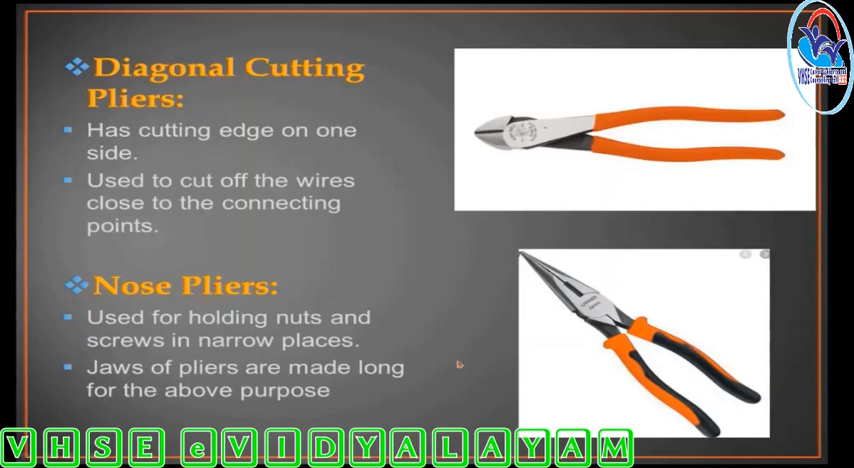 Diagonal Cutting
Pliers:
Has cutting edge on one
side.
Used to cut off the wires
close to the connecting
points.
Nose Pliers:
Used for holding nuts and
screws in narrow places.
Jaws of pliers are made long
for the above purpose
VHSE
VHSE eVIDYALAYAM